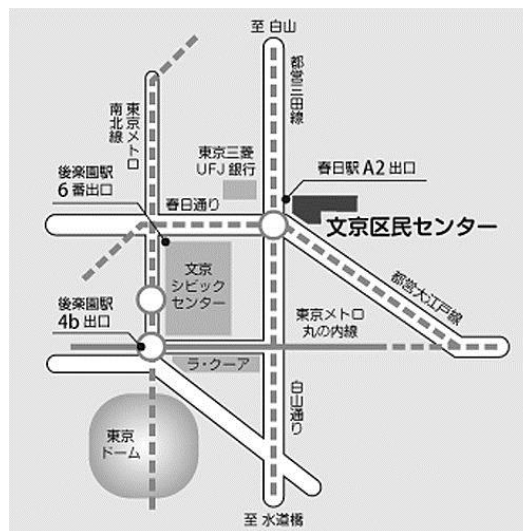 至 白山
都営三田線
東京メトロ
南北線
東京三菱
UFJ 銀行
春日駅 A2 出口
後楽園駅
6 番出口
春日通り
文京区民センター
文京
シビック
センター
都営大江戸線
後楽園駅
4b 出口
東京メトロ
丸の内線
ラ・クーア
白山通り
東京
ドーム
至 水道橋